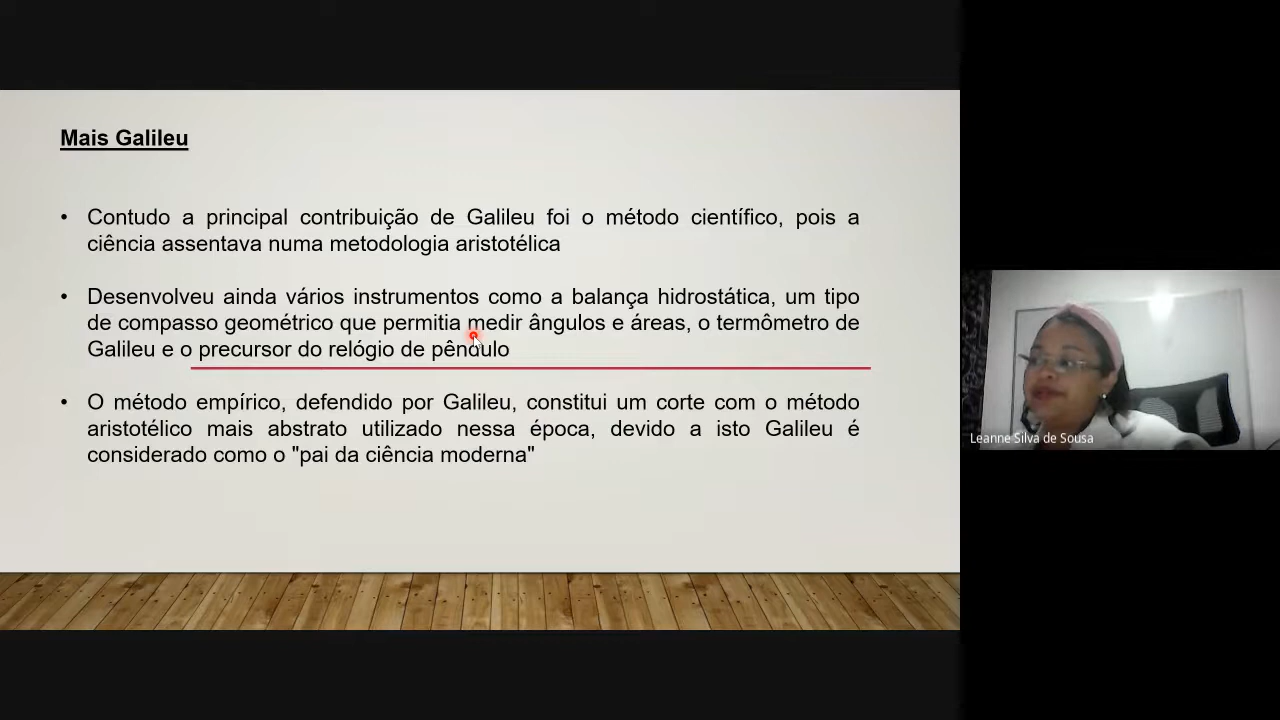 Mais Galileu
• Contudo a principal contribuição de Galileu foi o método científico, pois a
ciência assentava numa metodologia aristotélica
• Desenvolveu ainda vários instrumentos como a balança hidrostática, um tipo
de compasso geométrico que permitia medir ângulos e áreas, o termômetro de
Galileu e o precursor do relógio de pêndulo
• O método empírico, defendido por Galileu, constitui um corte com o método
aristotélico mais abstrato utilizado nessa época, devido a isto Galileu é
considerado como o "pai da ciência moderna"
Leanne Silva de Sousa